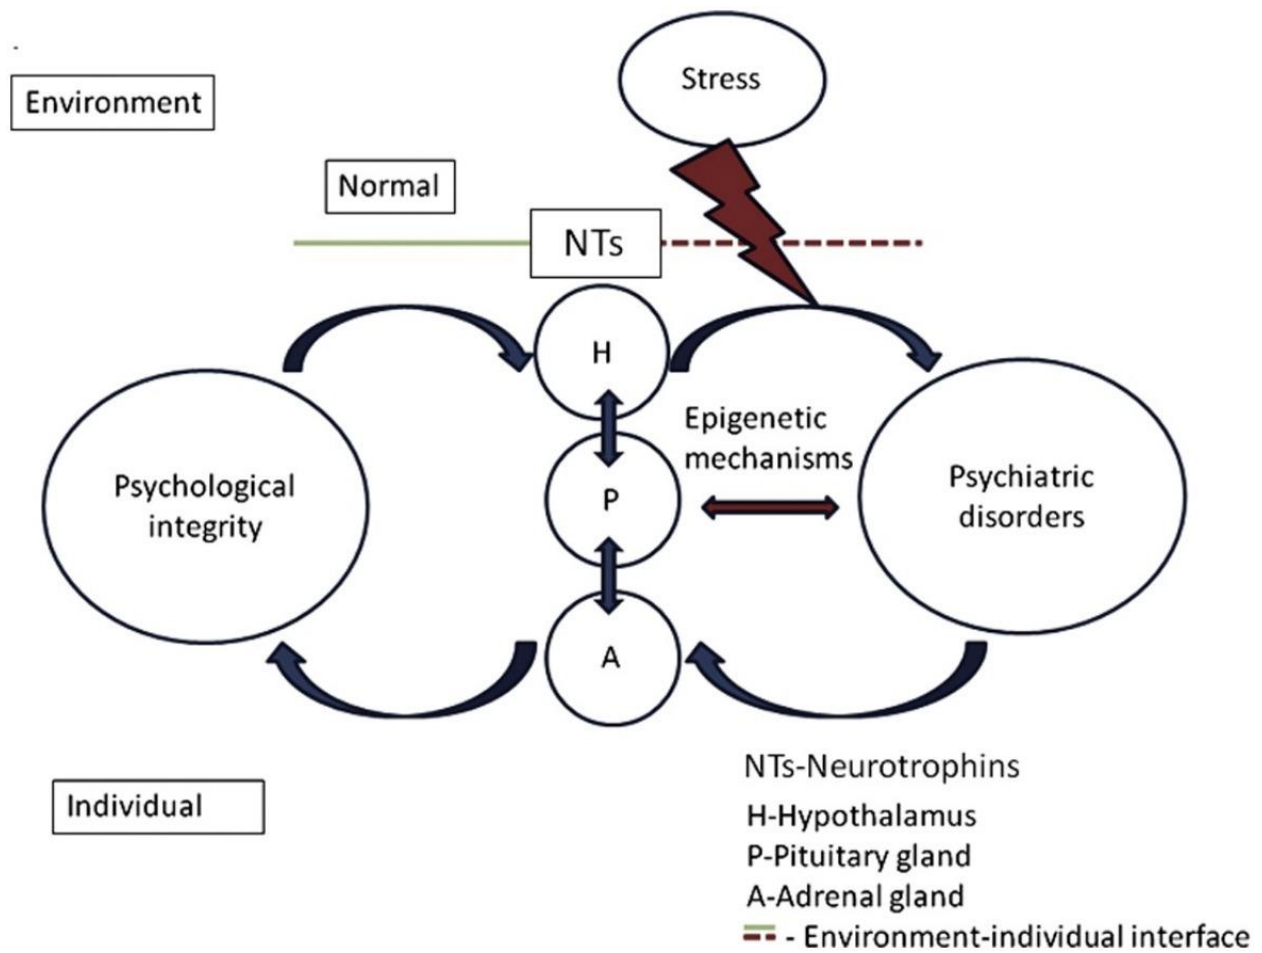 Environment
Stress
Normal
NTs
H
Epigenetic
mechanisms
Psychological
integrity
P
Psychiatric
disorders
A
Individual
NTs-Neurotrophins
H-Hypothalamus
P-Pituitary gland
A-Adrenal gland
- Environment-individual interface